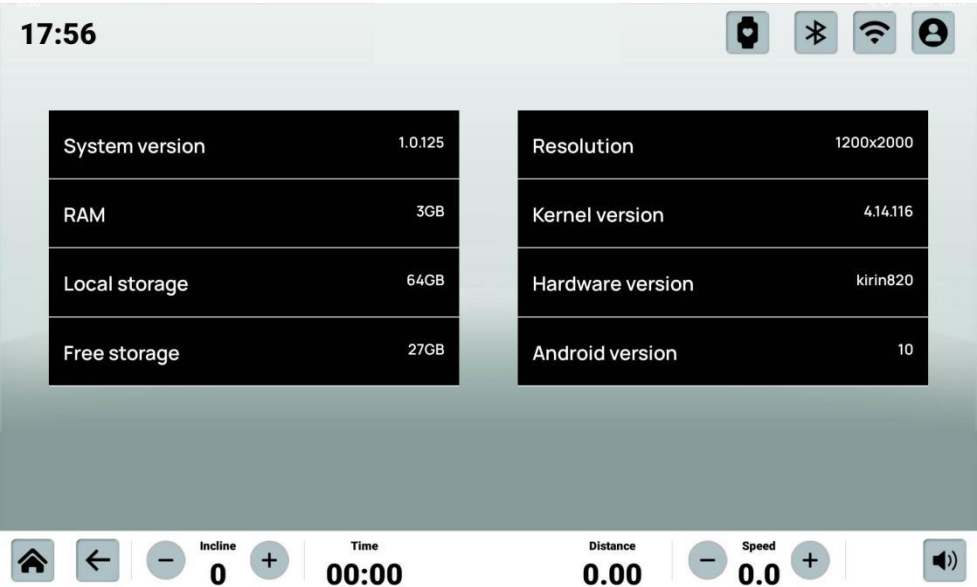 17:56
System version 1.0.125
RAM 3GB
Local storage 64GB
Free storage 27GB
Resolution 1200x2000
Kernel version 4.14.116
Hardware version kirin820
Android version 10
Incline
0
Time
00:00
Distance
0.00
Speed
0.0